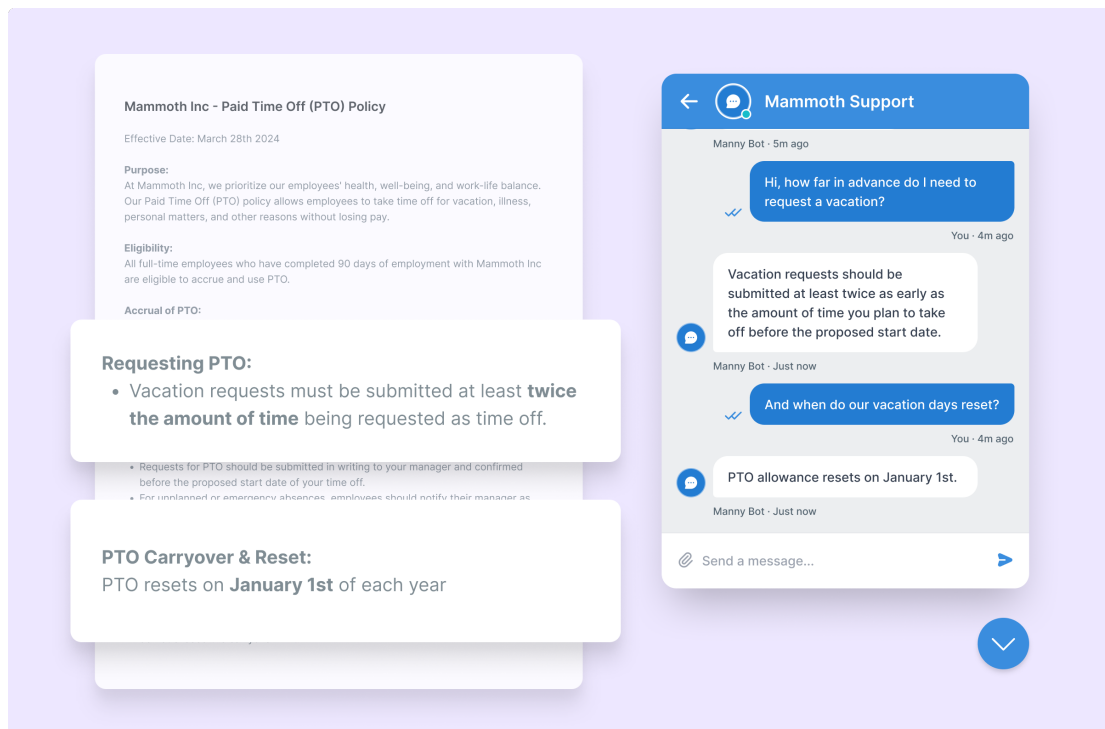 Mammoth Inc - Paid Time Off (PTO) Policy
Effective Date: March 28th 2024
Purpose:
At Mammoth Inc, we prioritize our employees' health, well-being, and work-life balance.
Our Paid Time Off (PTO) policy allows employees to take time off for vacation, illness,
personal matters, and other reasons without losing pay.
Eligibility:
All full-time employees who have completed 90 days of employment with Mammoth Inc
are eligible to accrue and use PTO.
Accrual of PTO:
Requesting PTO:
• Vacation requests must be submitted at least twice
the amount of time being requested as time off.
• Requests for PTO should be submitted in writing to your manager and confirmed
before the proposed start date of your time off.
• For unplanned or emergency absences, employees should notify their manager as
PTO Carryover & Reset:
PTO resets on January 1st of each year
Mammoth Support
Manny Bot · 5m ago
Hi, how far in advance do I need to
request a vacation?
You · 4m ago
Vacation requests should be
submitted at least twice as early as
the amount of time you plan to take
off before the proposed start date.
Manny Bot · Just now
And when do our vacation days reset?
You · 4m ago
PTO allowance resets on January 1st.
Manny Bot · Just now
Send a message...